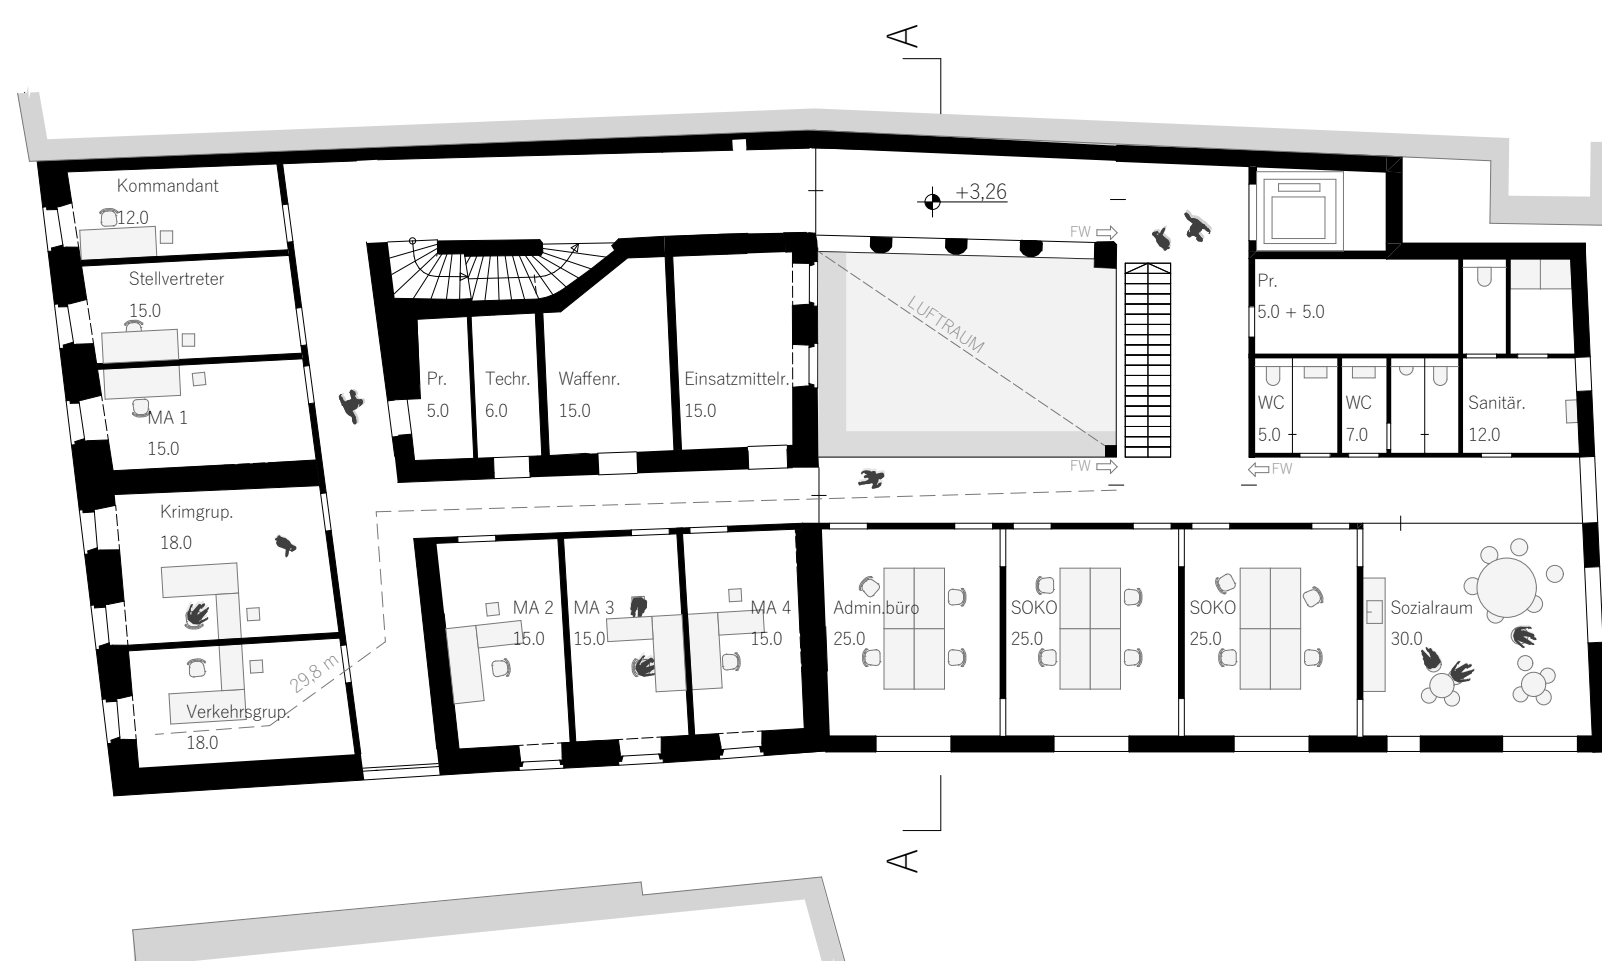 A
Kommandant
12.0
+3,26
FW
Stellvertreter
15.0
Pr.
5.0 + 5.0
LUFTRAUM
MA 1
15.0
Pr.
5.0
Techr.
6.0
Waffenr.
15.0
Einsatzmittelr.
15.0
WC
5.0
WC
7.0
Sanitär.
12.0
FW
FW
Krimgrup.
18.0
MA 2
15.0
MA 3
15.0
MA 4
15.0
Admin.büro
25.0
SOKO
25.0
SOKO
25.0
Sozialraum
30.0
29,8 m
Verkehrsgrup.
18.0
A